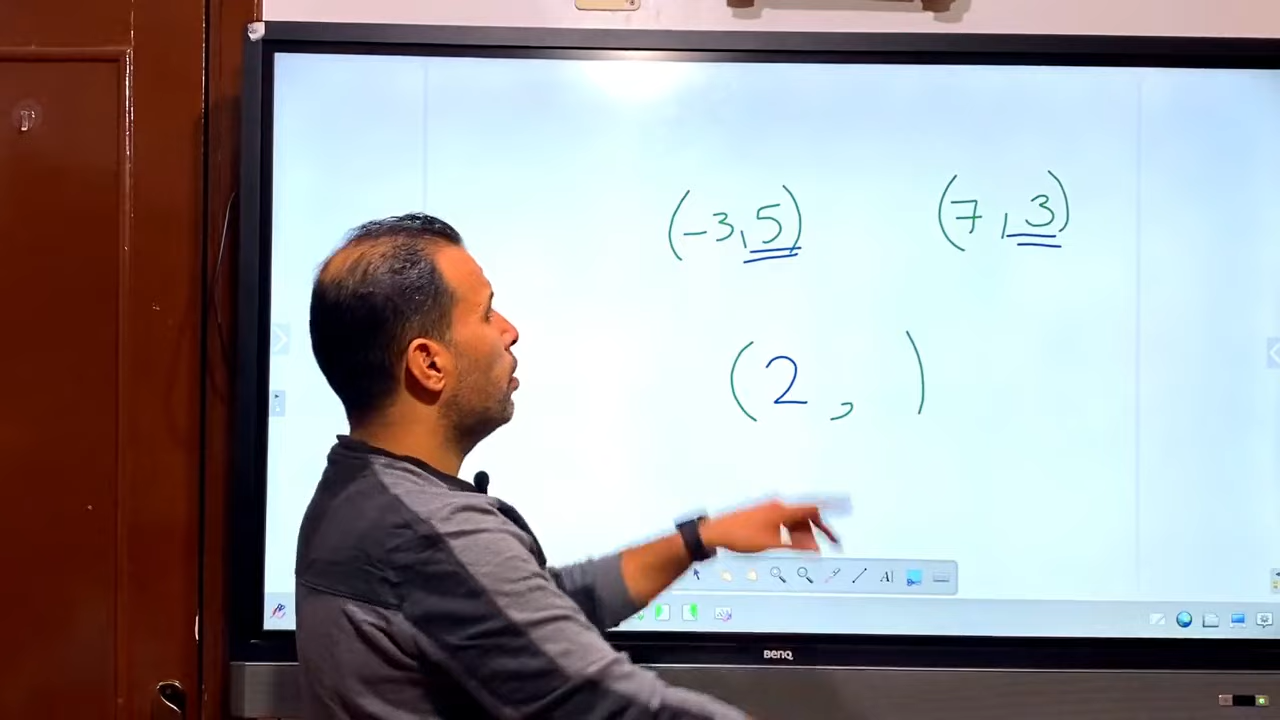 (-3,5) (7,3)
(2, )
A
BenQ